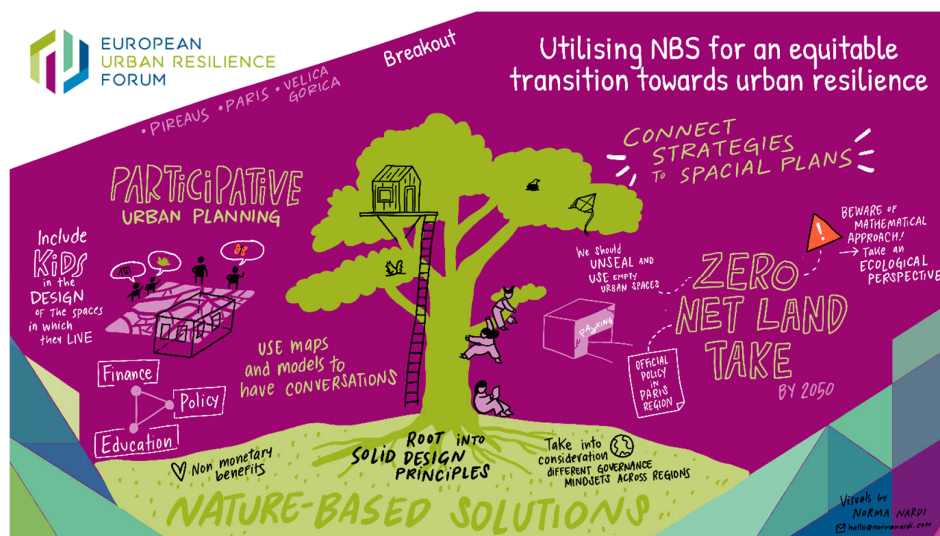 EUROPEAN
URBAN RESILIENCE
FORUM
Breakout
• PIREAUS • PARIS • VELICA
GORICA
Utilising NBS for an equitable
transition towards urban resilience
CONNECT
STRATEGIES
To SPACIAL PLANS
PARTiCiPATiVE
URBAN PLANNING
Include
KiDS
in the
DESIGN
of the spaces
in which
they LIVE
USE MAPS
and models to
have CONVERSATIONS
Finance
Policy
Education
We should
UNSEAL AND
USE EMPTY
URBAN SPACES
PARKING
BEWARE OF
MATHEMATICAL
APPROACH!
→ Take an
ECOLOGICAL
PERSPECTIVE
!
ZERO
NET LAND
TAKE
BY 2050
OFFICIAL
POLICY
in
PARIS
REGION
Non monetary
benefits
ROOT INTO
SOLID DESIGN
PRINCIPLES
Take into
consideration
DIFFERENT GOVERNANCE
MINDSETS ACROSS REGIONS
NATURE-BASED SOLUTIONS
Visuals by
NORMA NARDI
hello@normanardi.com